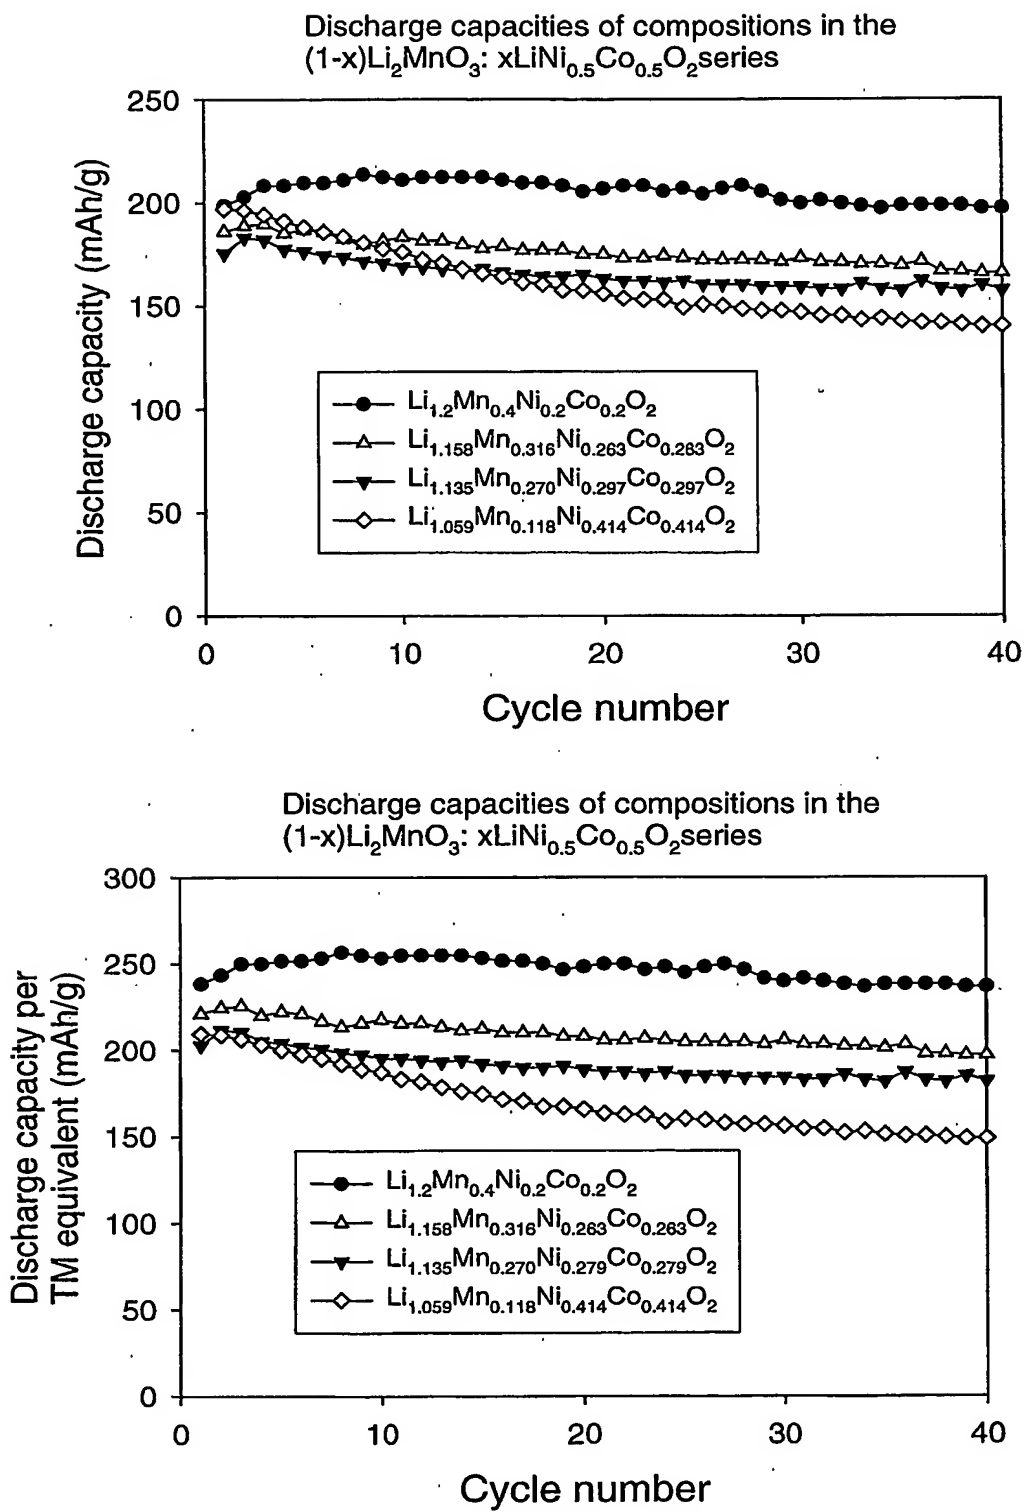 Discharge capacities of compositions in the
(1-x)Li₂MnO₃: xLiNi₀.₅Co₀.₅O₂series
250
200
150
100
50
0
Discharge capacity (mAh/g)
Li₁.₂Mn₀.₄Ni₀.₂Co₀.₂O₂
Li₁.₁₅₈Mn₀.₃₁₆Ni₀.₂₆₃Co₀.₂₈₃O₂
Li₁.₁₃₅Mn₀.₂₇₀Ni₀.₂₉₇Co₀.₂₉₇O₂
Li₁.₀₅₉Mn₀.₁₁₈Ni₀.₄₁₄Co₀.₄₁₄O₂
0 10 20 30 40
Cycle number
Discharge capacities of compositions in the
(1-x)Li₂MnO₃: xLiNi₀.₅Co₀.₅O₂series
300
250
200
150
100
50
0
Discharge capacity per
TM equivalent (mAh/g)
Li₁.₂Mn₀.₄Ni₀.₂Co₀.₂O₂
Li₁.₁₅₈Mn₀.₃₁₆Ni₀.₂₆₃Co₀.₂₆₃O₂
Li₁.₁₃₅Mn₀.₂₇₀Ni₀.₂₇₉Co₀.₂₇₉O₂
Li₁.₀₅₉Mn₀.₁₁₈Ni₀.₄₁₄Co₀.₄₁₄O₂
0 10 20 30 40
Cycle number